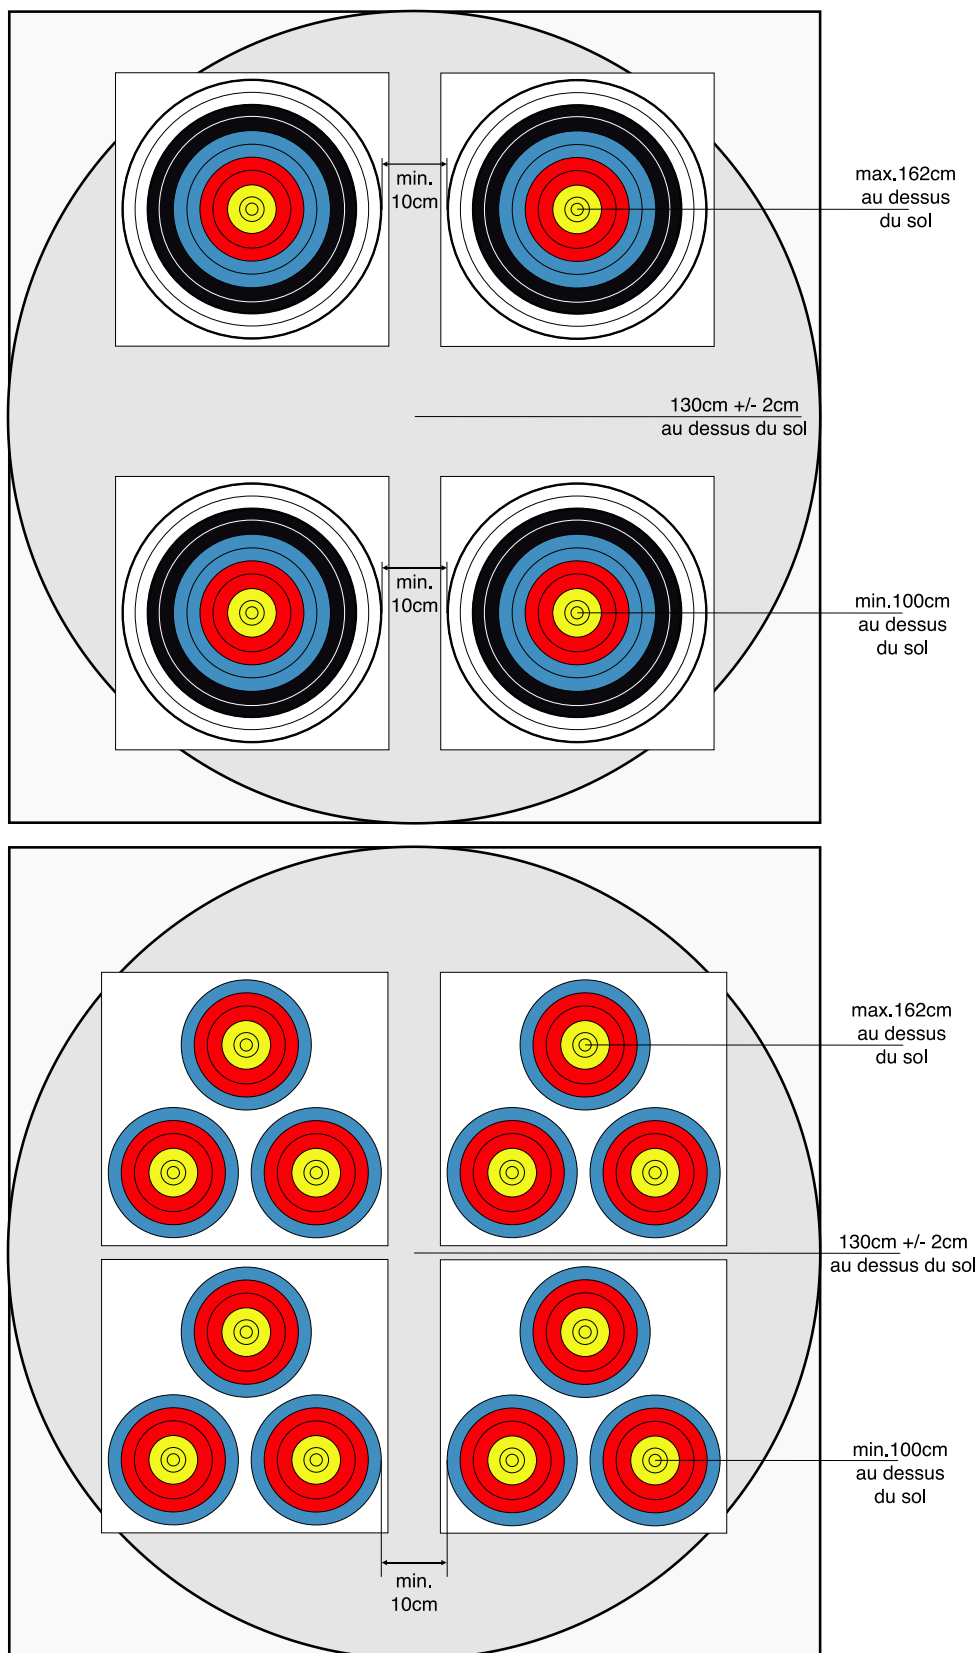 min.
10cm
max.162cm
au dessus
du sol
130cm +/- 2cm
au dessus du sol
min.
10cm
min.100cm
au dessus
du sol
max.162cm
au dessus
du sol
130cm +/- 2cm
au dessus du sol
min.100cm
au dessus
du sol
min.
10cm